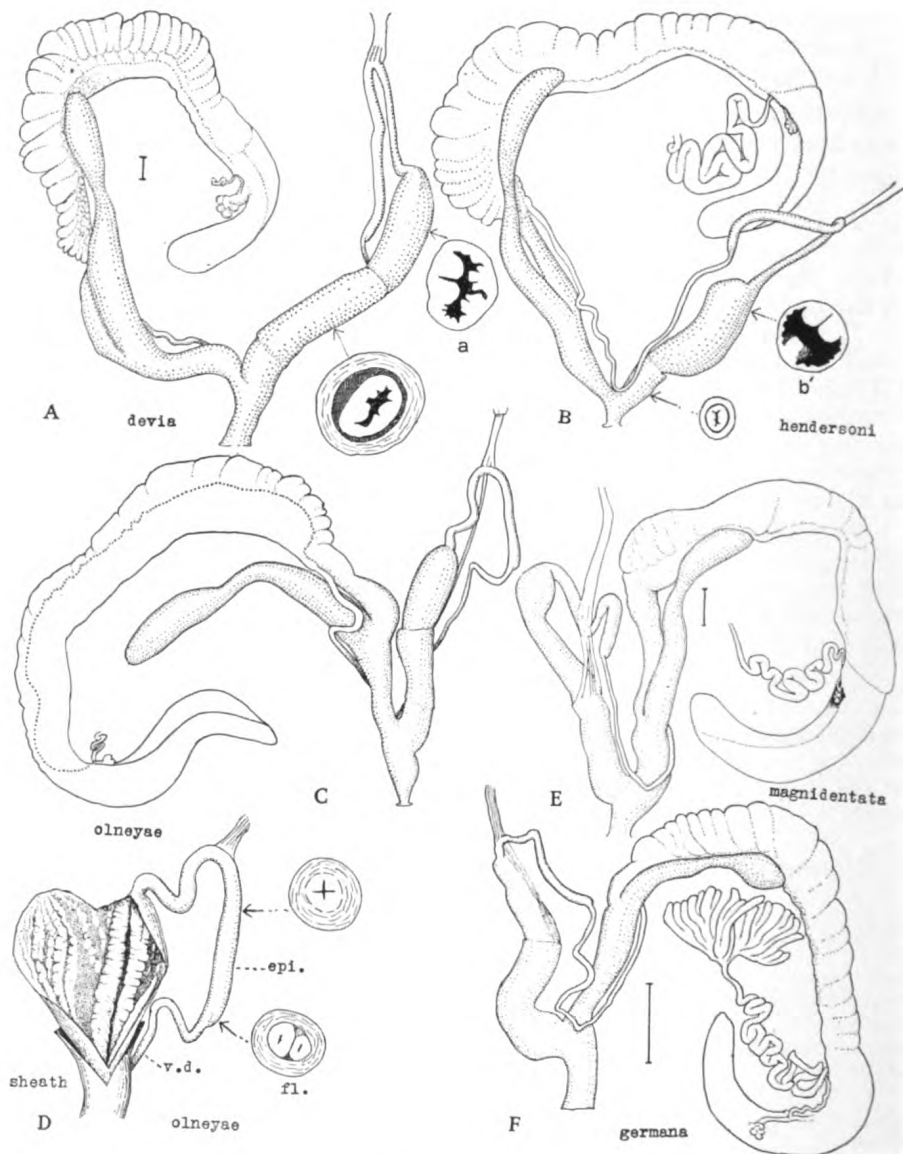 a
A
devia
B
b′
hendersoni
C
olneyae
E
magnidentata
epi.
v.d.
fl.
sheath
D
olneyae
F
germana